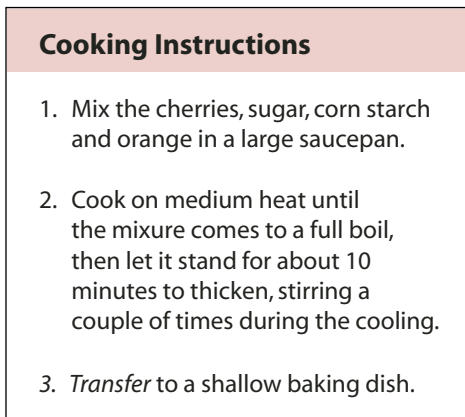 Cooking Instructions
1. Mix the cherries, sugar, corn starch
and orange in a large saucepan.
2. Cook on medium heat until
the mixure comes to a full boil,
then let it stand for about 10
minutes to thicken, stirring a
couple of times during the cooling.
3. Transfer to a shallow baking dish.